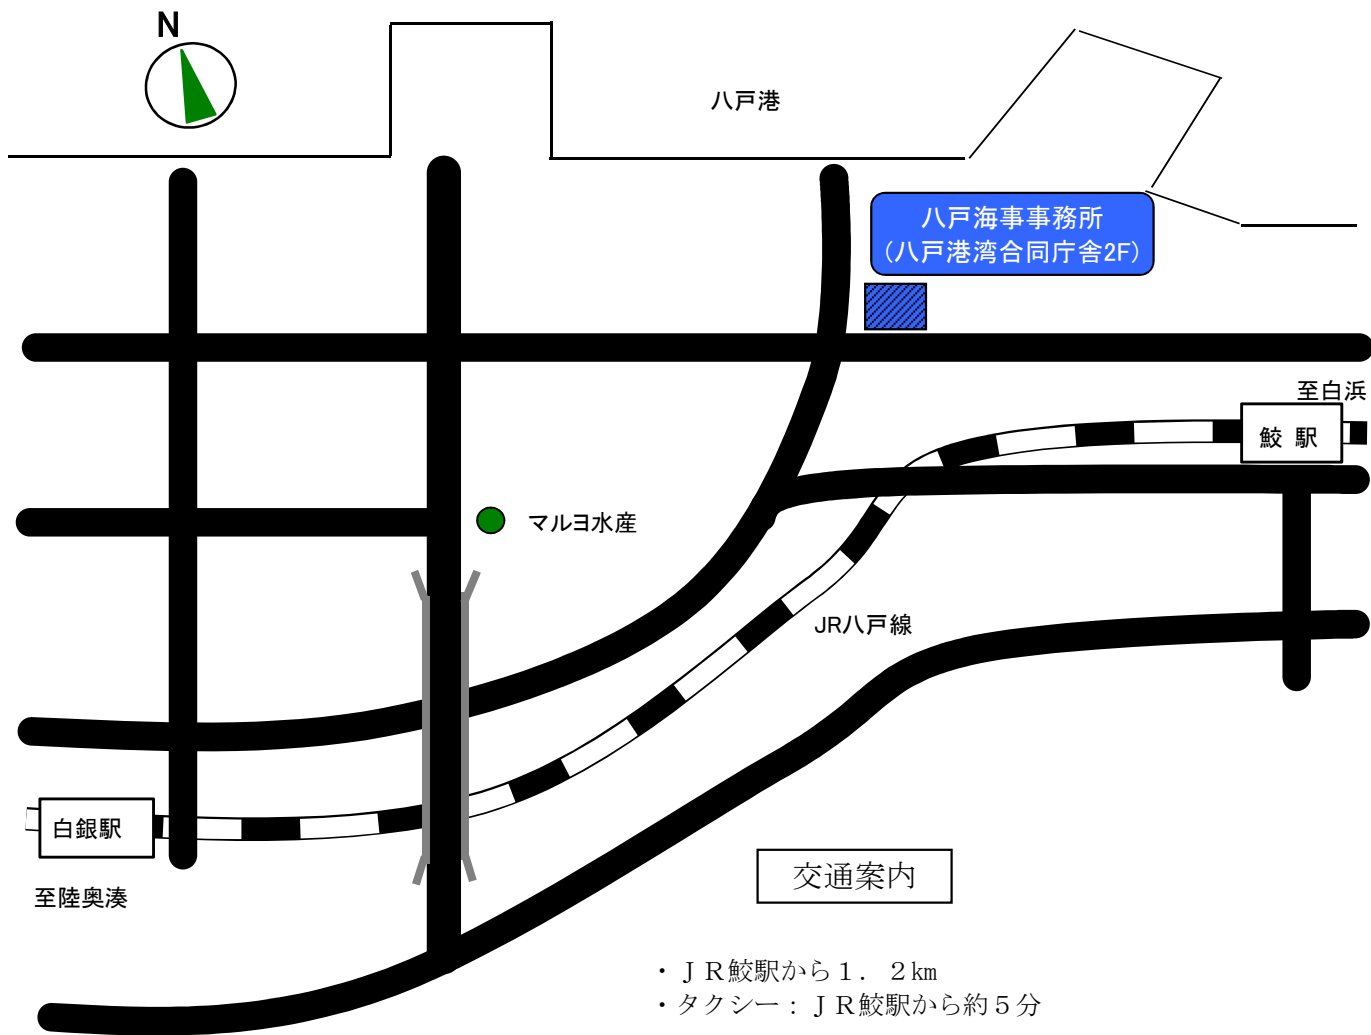 N
八戸港
八戸海事事務所
(八戸港湾合同庁舎2F)
至白浜
鮫 駅
マルヨ水産
JR八戸線
白銀駅
至陸奥湊
交通案内
・ＪＲ鮫駅から１．２㎞
・タクシー：ＪＲ鮫駅から約５分